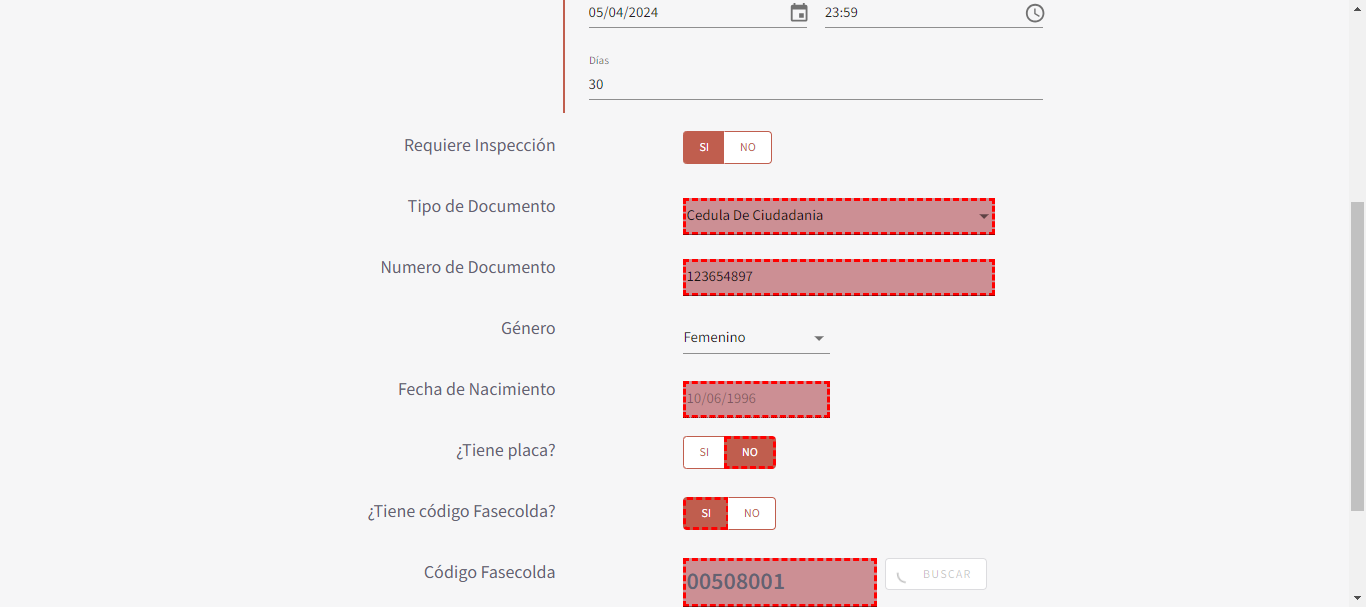 05/04/2024 23:59
Días
30
Requiere Inspección SI NO
Tipo de Documento Cedula De Ciudadania
Numero de Documento 123654897
Género Femenino
Fecha de Nacimiento 10/06/1996
¿Tiene placa? SI NO
¿Tiene código Fasecolda? SI NO
Código Fasecolda 00508001 BUSCAR